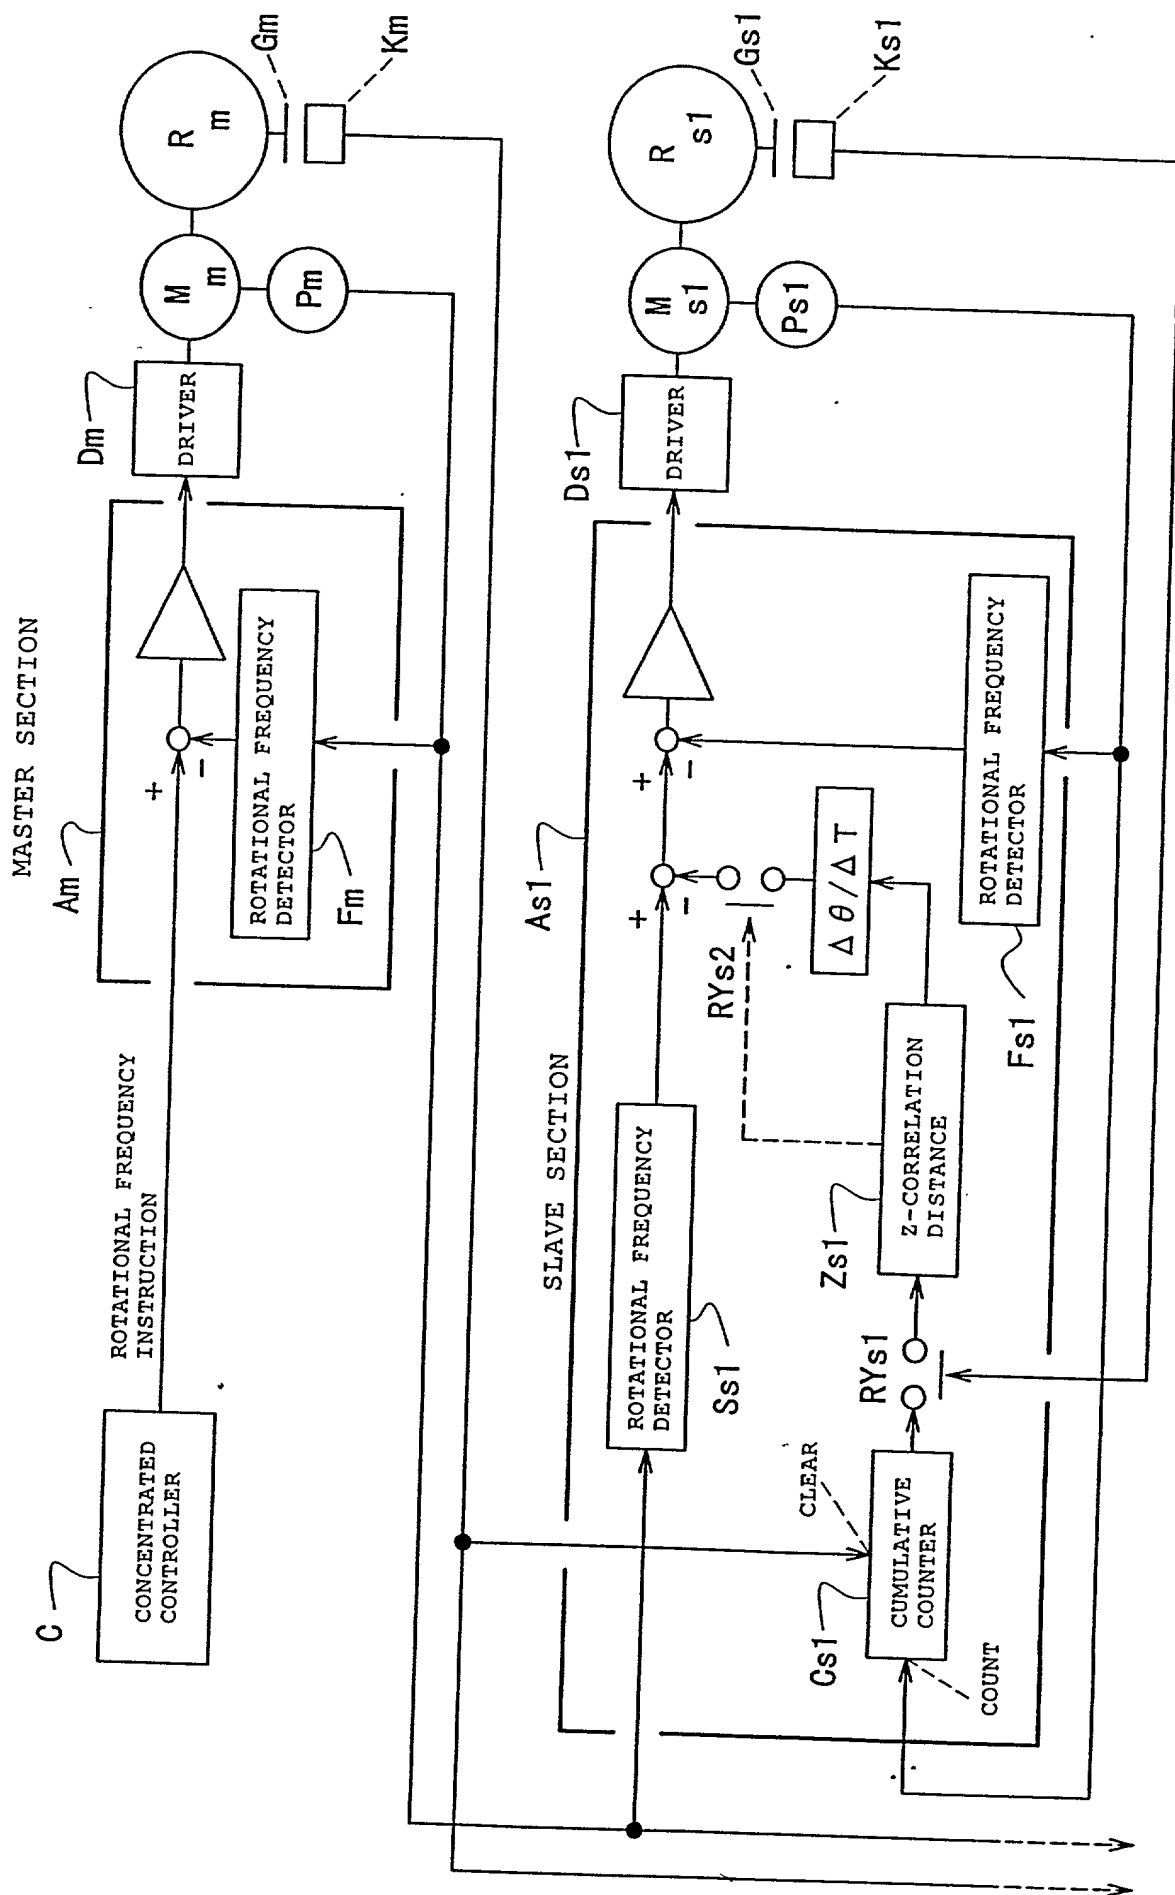 MASTER SECTION
C
CONCENTRATED
CONTROLLER
ROTATIONAL FREQUENCY
INSTRUCTION
Am
+
-
ROTATIONAL FREQUENCY
DETECTOR
Fm
Dm
DRIVER
M
m
Pm
R
m
Gm
Km
SLAVE SECTION
As1
ROTATIONAL FREQUENCY
DETECTOR
Ss1
+
-
+
-
RYs2
Δθ/ΔT
Zs1
Z-CORRELATION
DISTANCE
RYs1
CLEAR
Cs1
CUMULATIVE
COUNTER
COUNT
ROTATIONAL FREQUENCY
DETECTOR
Fs1
Ds1
DRIVER
M
s1
Ps1
R
s1
Gs1
Ks1